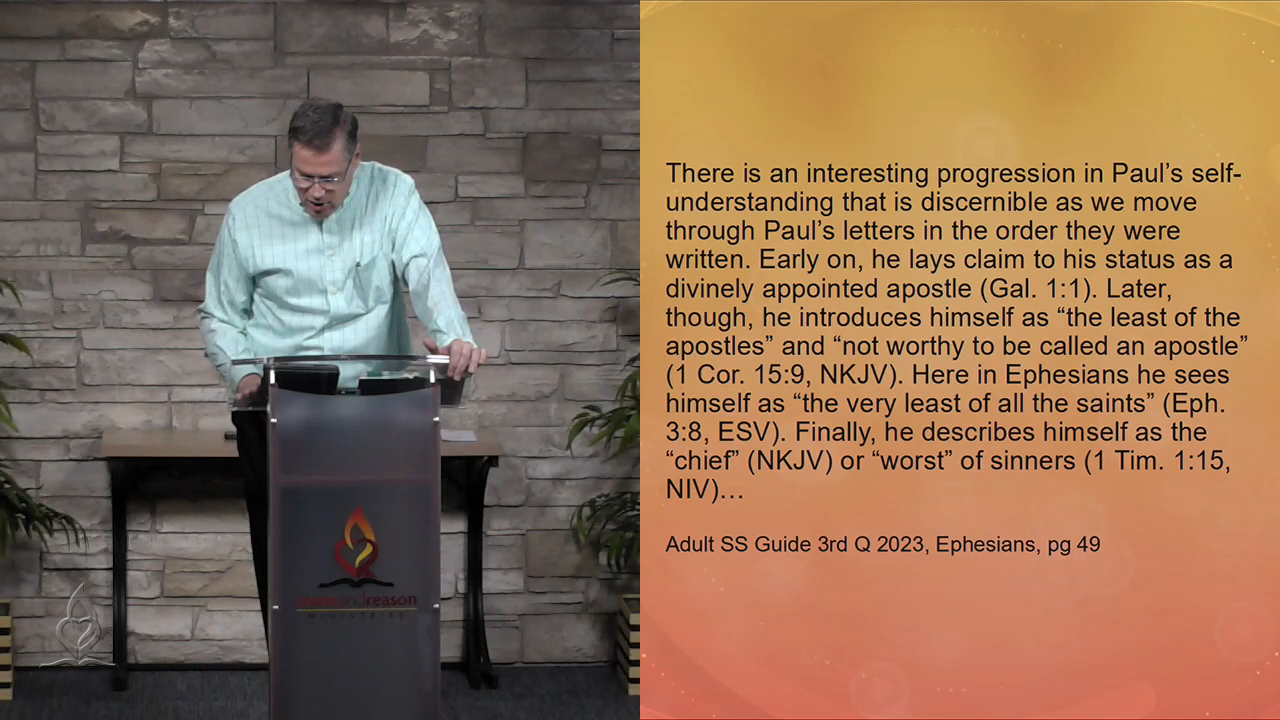 There is an interesting progression in Paul’s self-
understanding that is discernible as we move
through Paul’s letters in the order they were
written. Early on, he lays claim to his status as a
divinely appointed apostle (Gal. 1:1). Later,
though, he introduces himself as “the least of the
apostles” and “not worthy to be called an apostle”
(1 Cor. 15:9, NKJV). Here in Ephesians he sees
himself as “the very least of all the saints” (Eph.
3:8, ESV). Finally, he describes himself as the
“chief” (NKJV) or “worst” of sinners (1 Tim. 1:15,
NIV)…
Adult SS Guide 3rd Q 2023, Ephesians, pg 49
reason